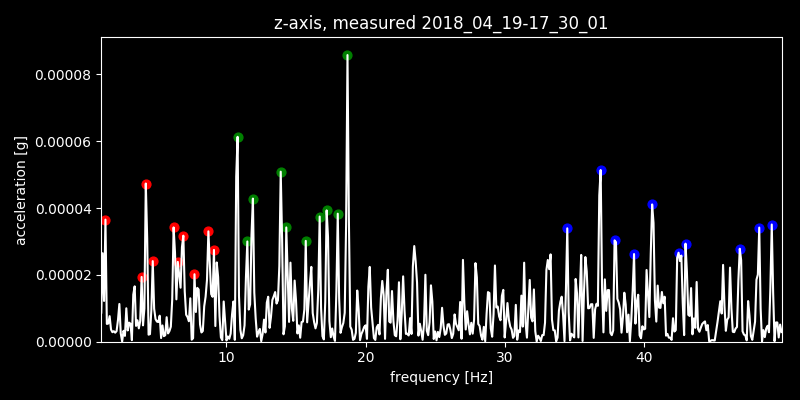 z-axis, measured 2018_04_19-17_30_01
0.00008
0.00006
0.00004
0.00002
0.00000
acceleration [g]
10 20 30 40
frequency [Hz]